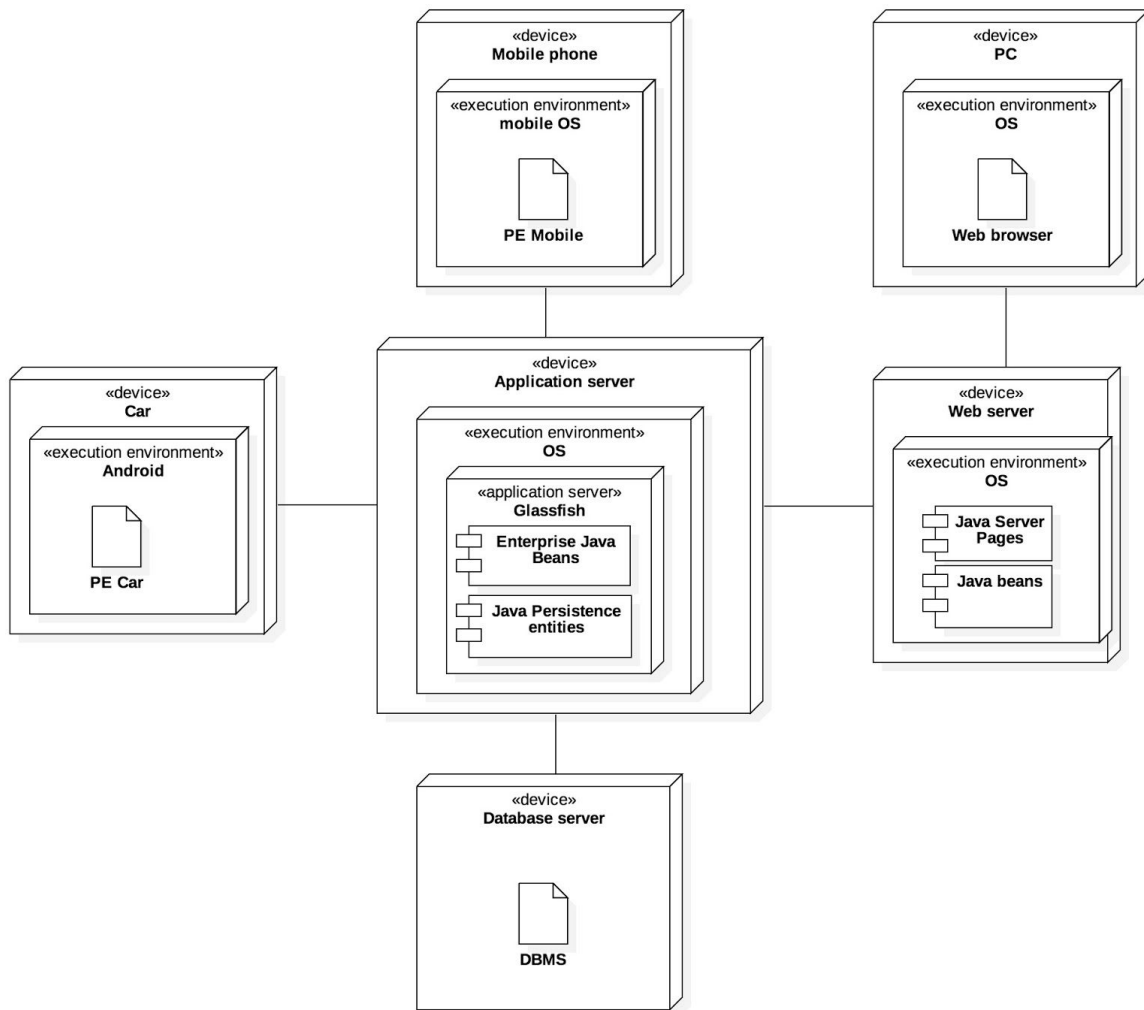 «device»
Mobile phone
«execution environment»
mobile OS
PE Mobile
«device»
PC
«execution environment»
OS
Web browser
«device»
Car
«execution environment»
Android
PE Car
«device»
Application server
«execution environment»
OS
«application server»
Glassfish
Enterprise Java
Beans
Java Persistence
entities
«device»
Web server
«execution environment»
OS
Java Server
Pages
Java beans
«device»
Database server
DBMS